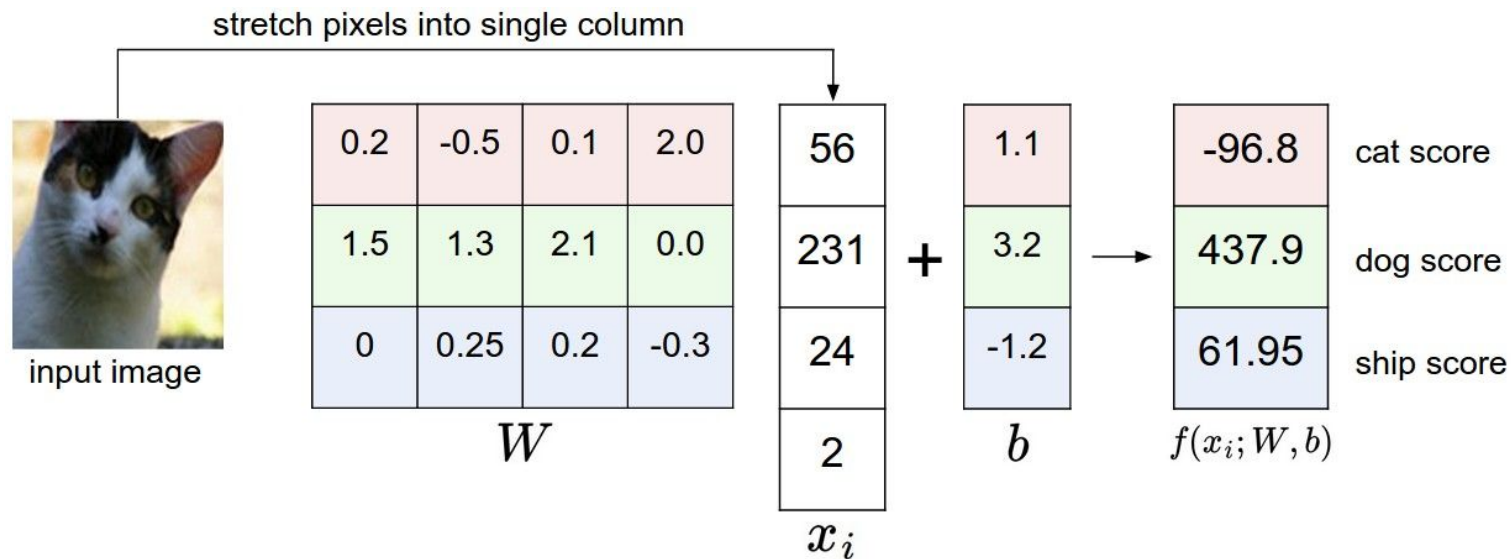 stretch pixels into single column
0.2 -0.5 0.1 2.0 56 1.1 -96.8 cat score
1.5 1.3 2.1 0.0 231 + 3.2 437.9 dog score
0 0.25 0.2 -0.3 24 -1.2 61.95 ship score
input image
W 2 b f(x_i; W, b)
x_i